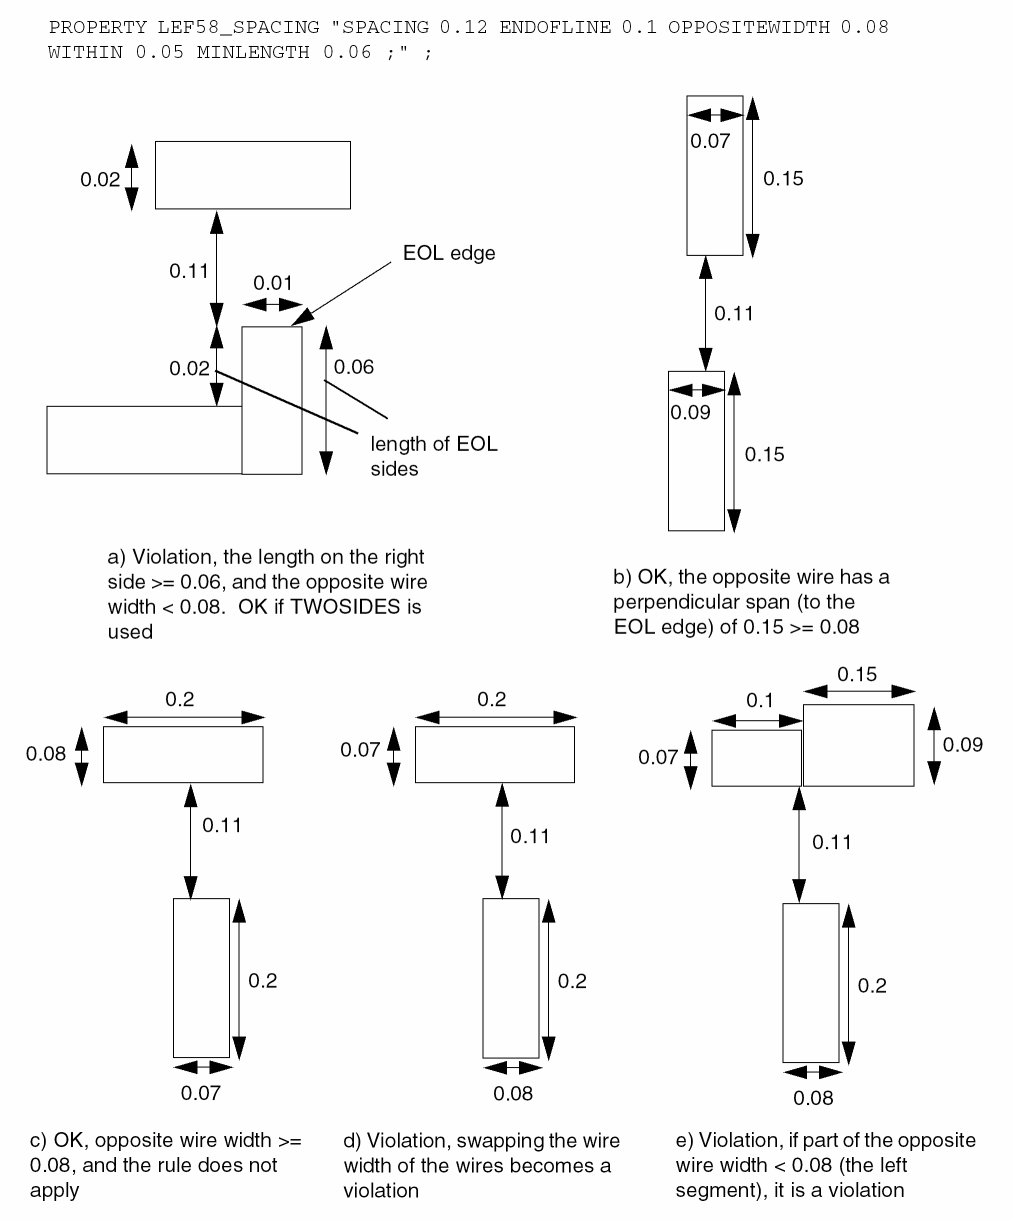 PROPERTY LEF58_SPACING "SPACING 0.12 ENDOFLINE 0.1 OPPOSITEWIDTH 0.08
WITHIN 0.05 MINLENGTH 0.06 ;" ;
0.02
0.11
0.01
EOL edge
0.02
0.06
length of EOL
sides
a) Violation, the length on the right
side >= 0.06, and the opposite wire
width < 0.08.  OK if TWOSIDES is
used
0.07
0.15
0.11
0.09
0.15
b) OK, the opposite wire has a
perpendicular span (to the
EOL edge) of 0.15 >= 0.08
0.2
0.08
0.11
0.2
0.07
c) OK, opposite wire width >=
0.08, and the rule does not
apply
0.2
0.07
0.11
0.2
0.08
d) Violation, swapping the wire
width of the wires becomes a
violation
0.15
0.1
0.07
0.09
0.11
0.2
0.08
e) Violation, if part of the opposite
wire width < 0.08 (the left
segment), it is a violation